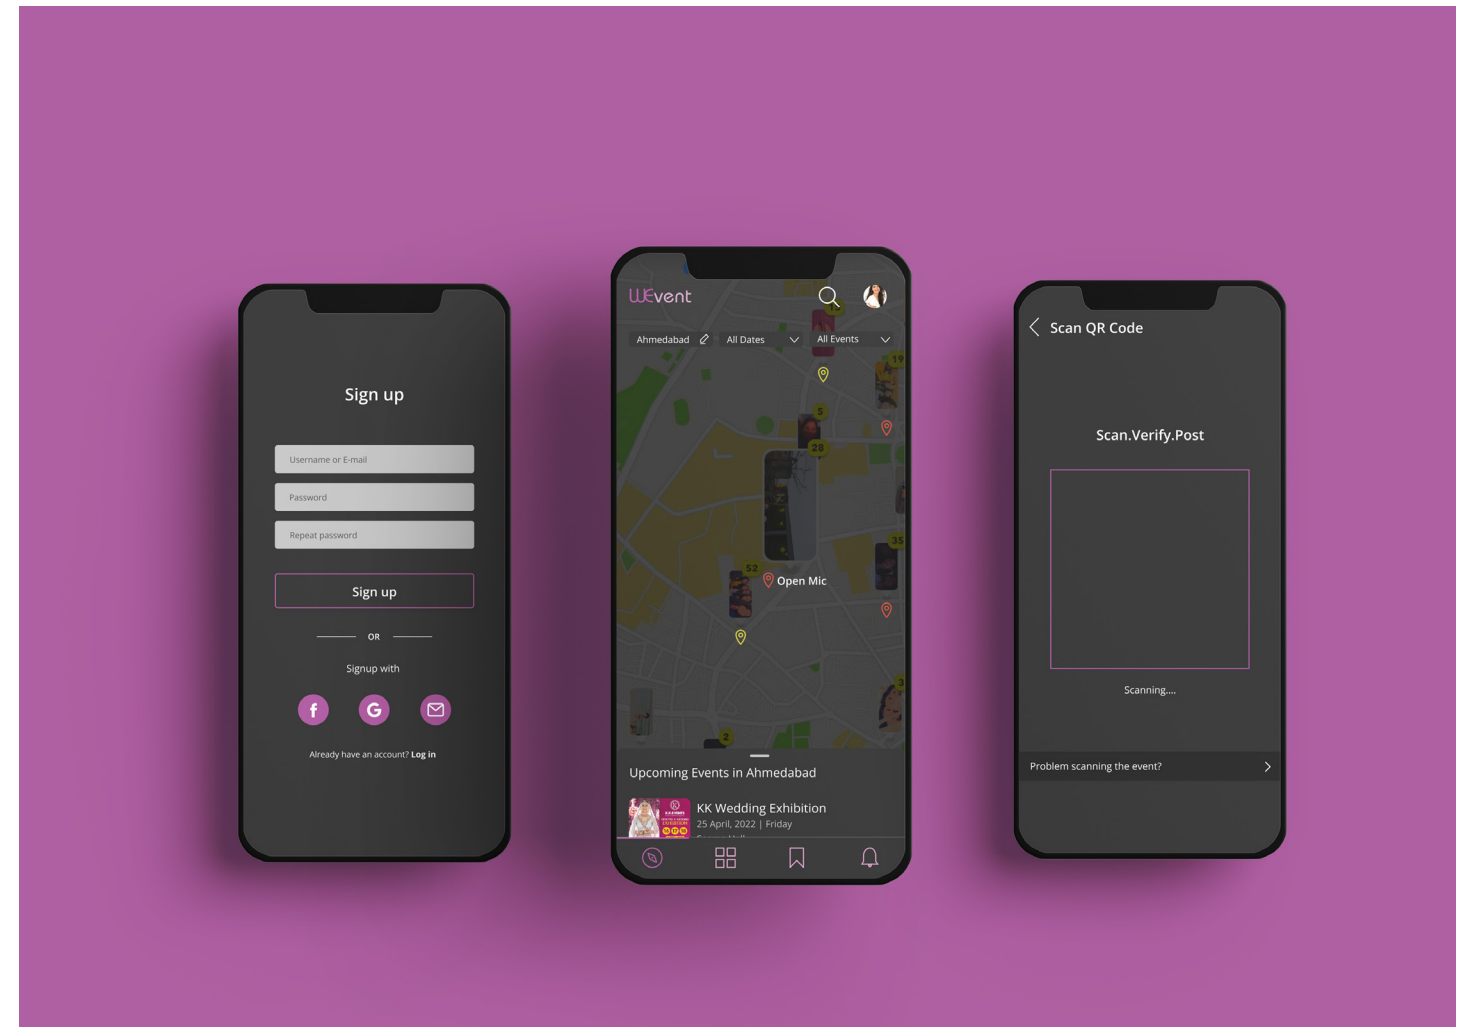 Sign up
Username or E-mail
Password
Repeat password
Sign up
OR
Signup with
f
G
Already have an account? Log in
WEvent
Ahmedabad
All Dates
All Events
19
5
28
35
52
Open Mic
3
2
Upcoming Events in Ahmedabad
KK Wedding Exhibition
25 April, 2022 | Friday
Scan QR Code
Scan.Verify.Post
Scanning....
Problem scanning the event?